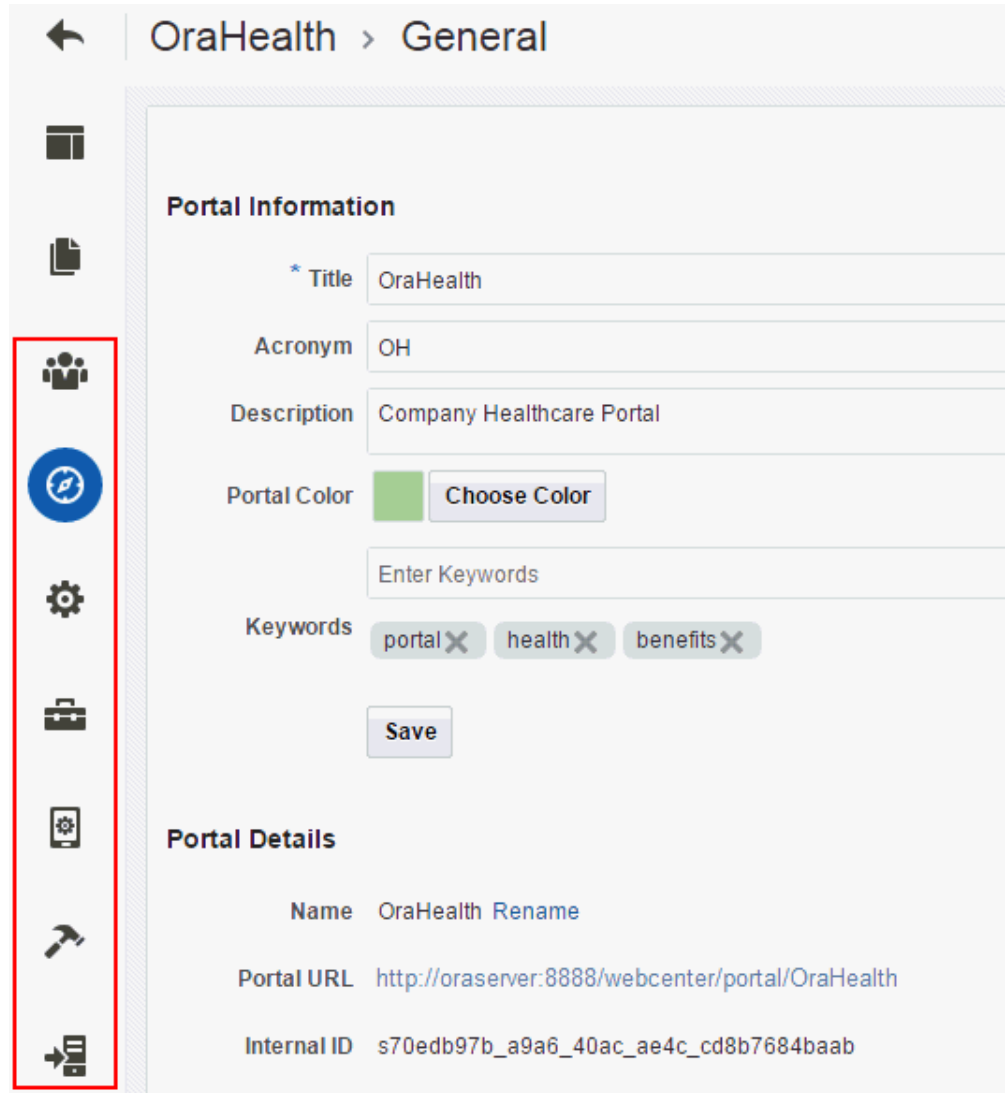 OraHealth > General
Portal Information
* Title OraHealth
Acronym OH
Description Company Healthcare Portal
Portal Color Choose Color
Enter Keywords
Keywords portal health benefits
Save
Portal Details
Name OraHealth Rename
Portal URL http://oraserver:8888/webcenter/portal/OraHealth
Internal ID s70edb97b_a9a6_40ac_ae4c_cd8b7684baab